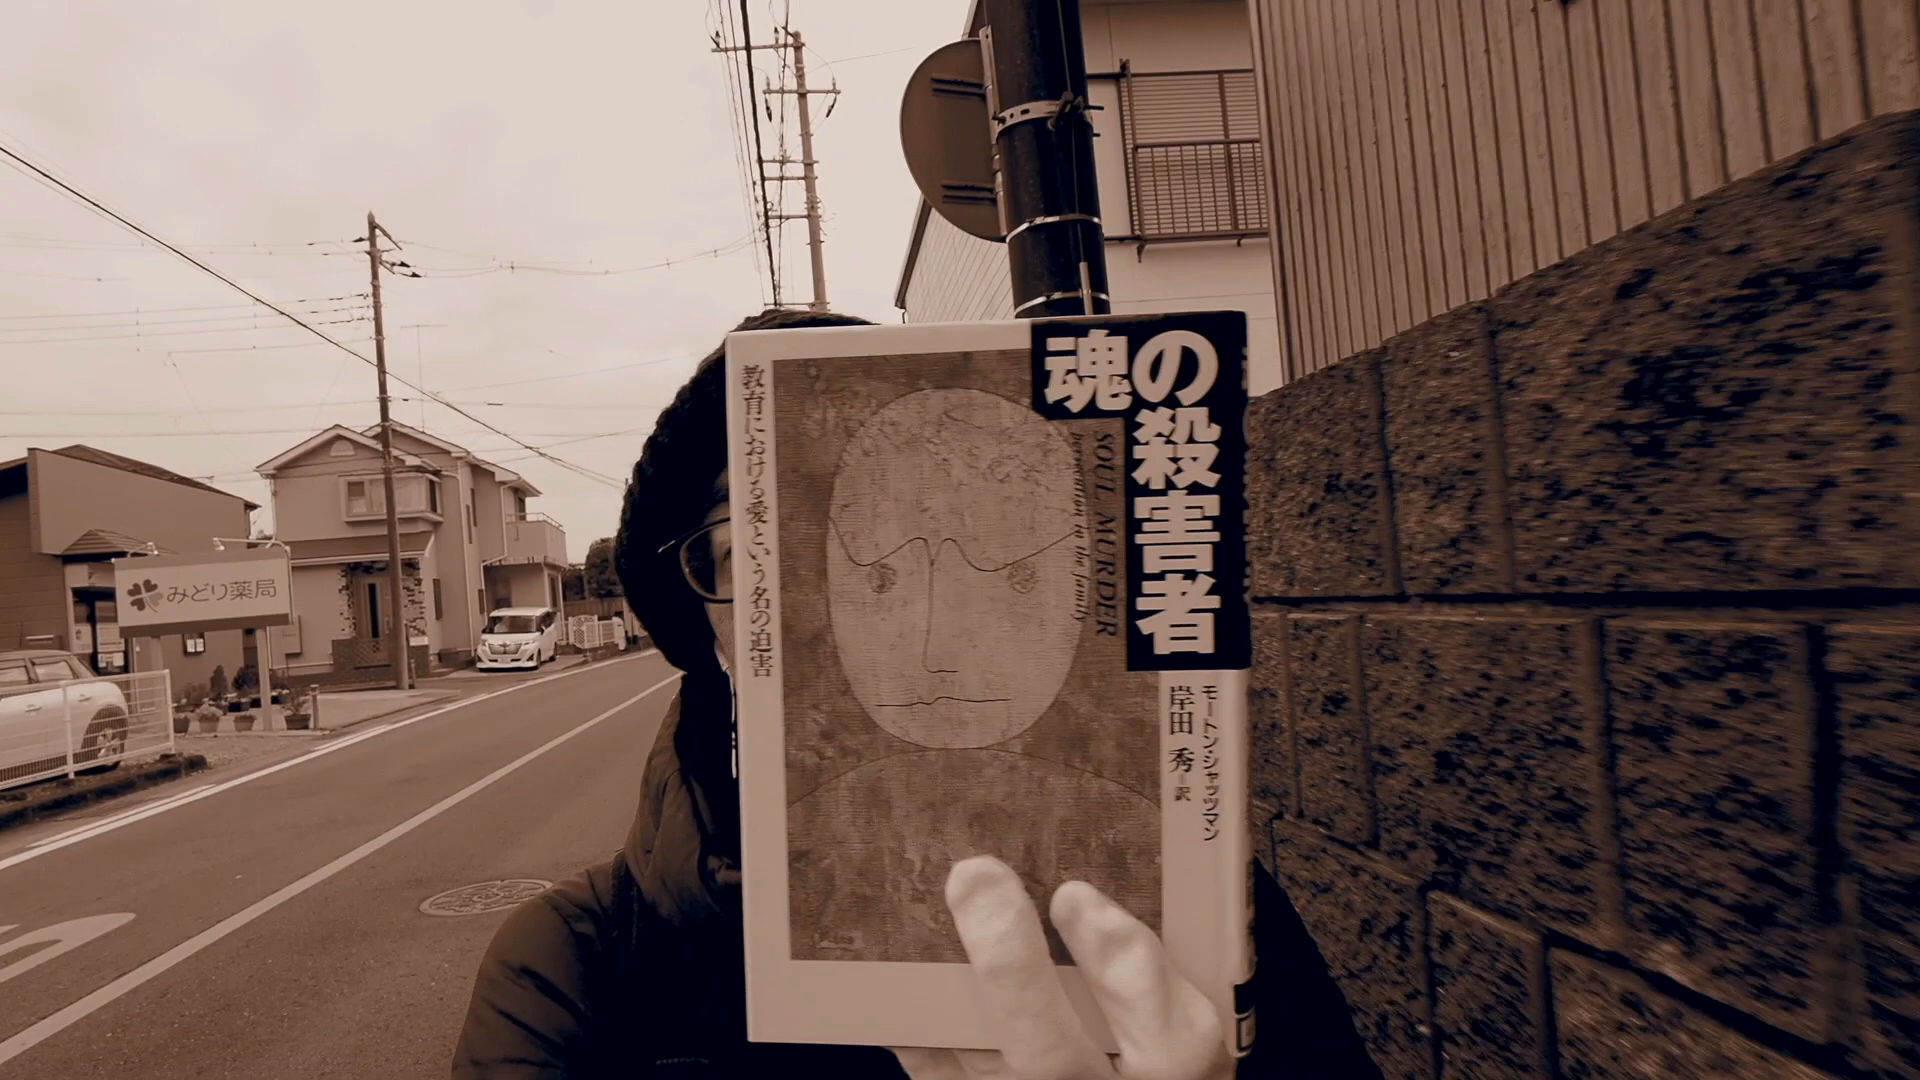 魂の殺害者
SOUL MURDER
persecution in the family
モートン・シャッツマン
岸田 秀=訳
教育における愛という名の迫害
みどり薬局